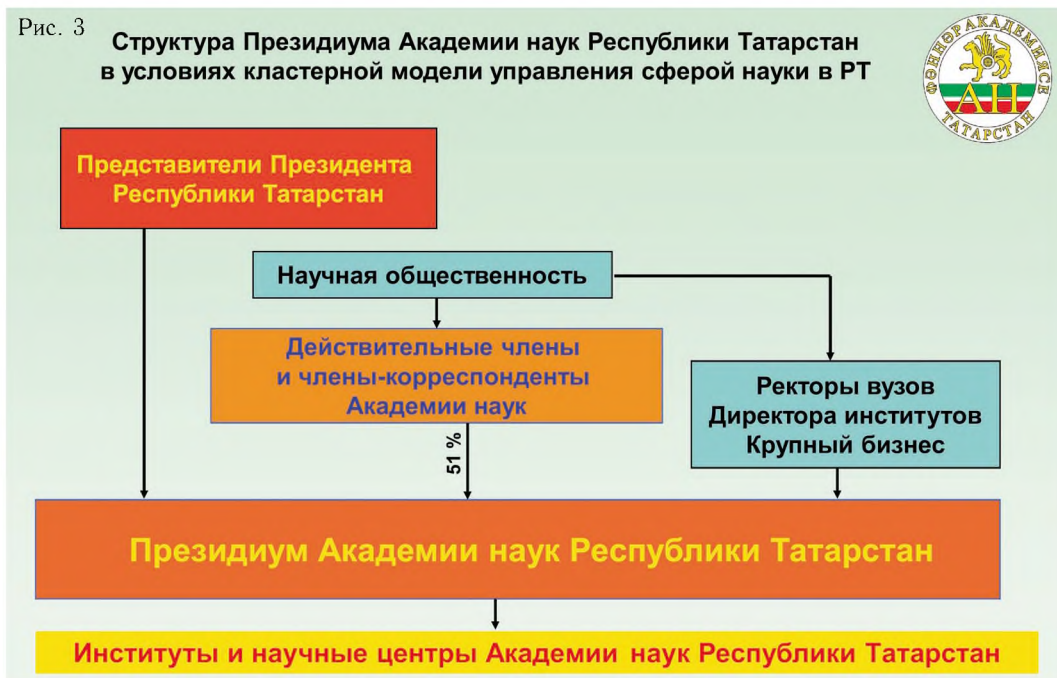 Рис. 3
Структура Президиума Академии наук Республики Татарстан
в условиях кластерной модели управления сферой науки в РТ
ФӘННӘР АКАДЕМИЯСЕ
АН
ТАТАРСТАН
Представители Президента
Республики Татарстан
Научная общественность
Действительные члены
и члены-корреспонденты
Академии наук
Ректоры вузов
Директора институтов
Крупный бизнес
51 %
Президиум Академии наук Республики Татарстан
Институты и научные центры Академии наук Республики Татарстан